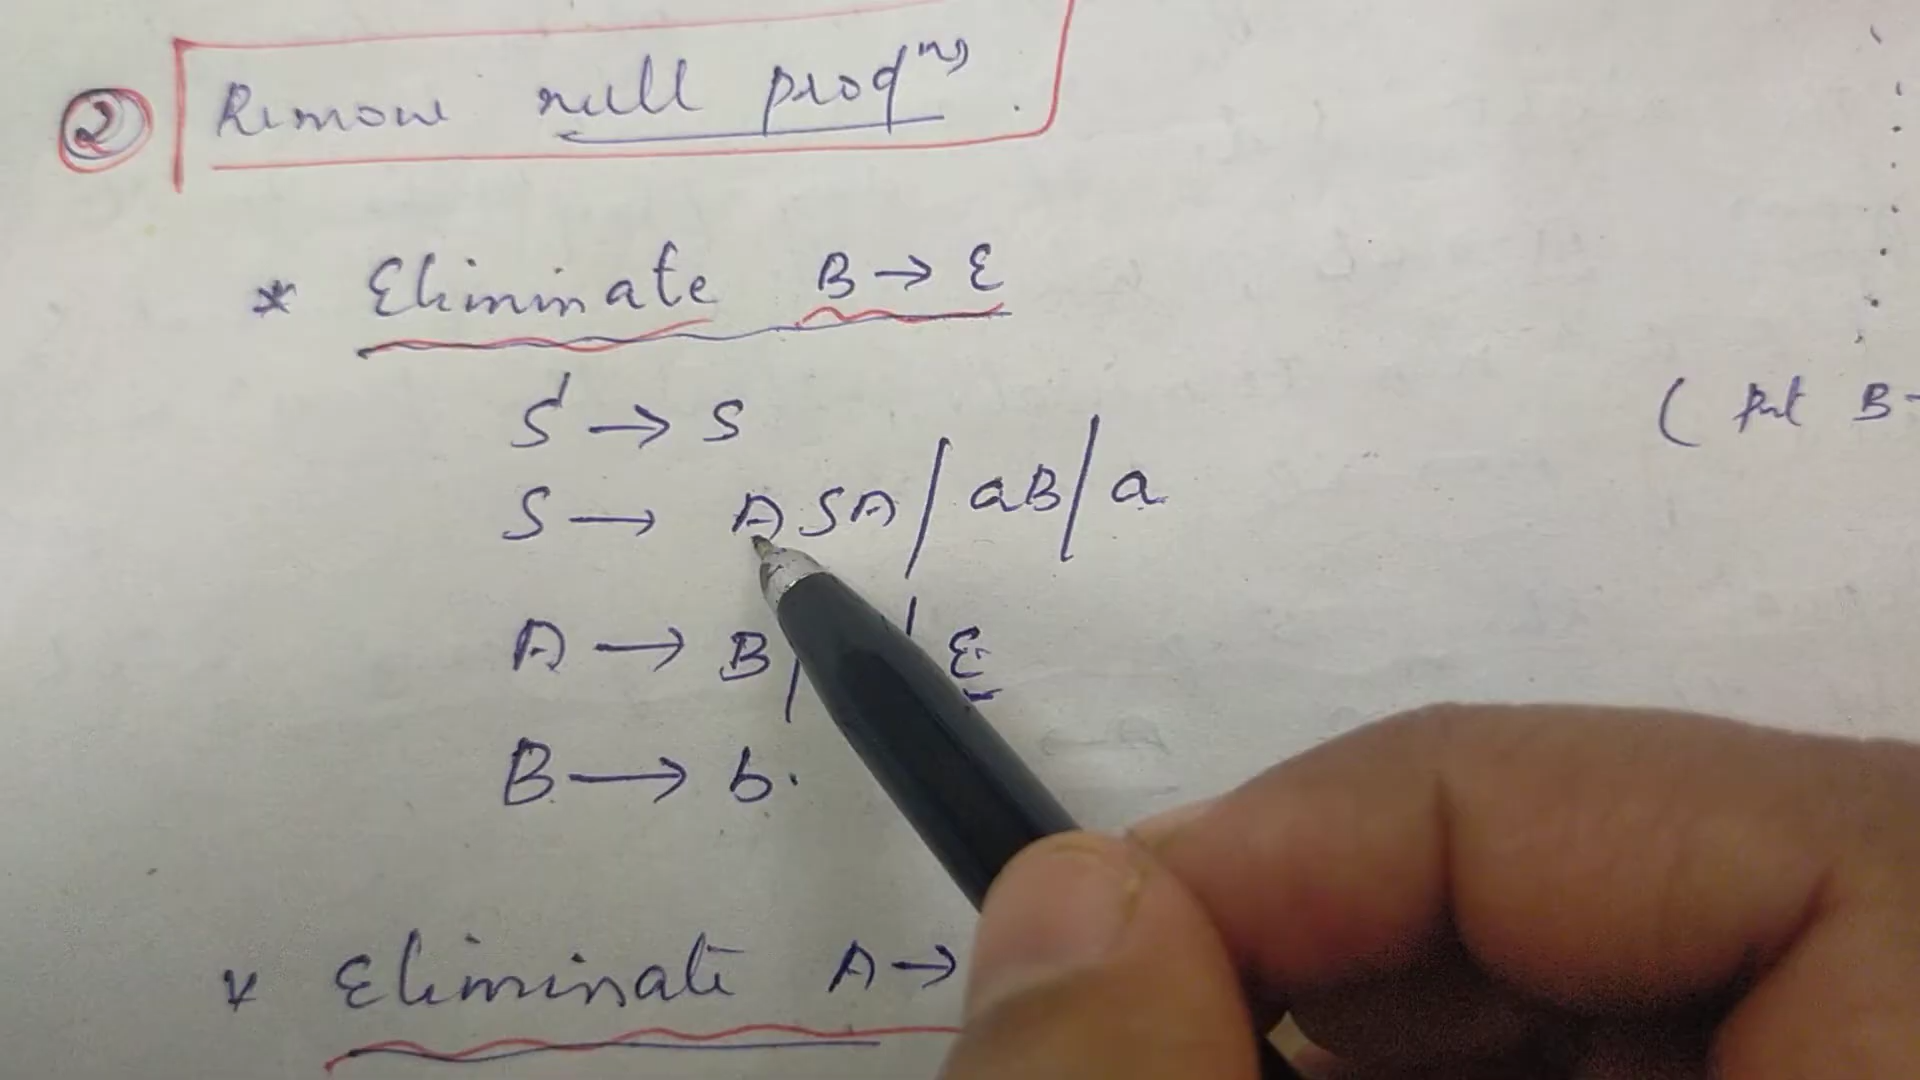 ② Remove null prodⁿˢ.
* Eliminate B → ε
S' → S
( Put B
S → ASA / aB / a
A → B / / ε
B → b.
* Eliminate A →